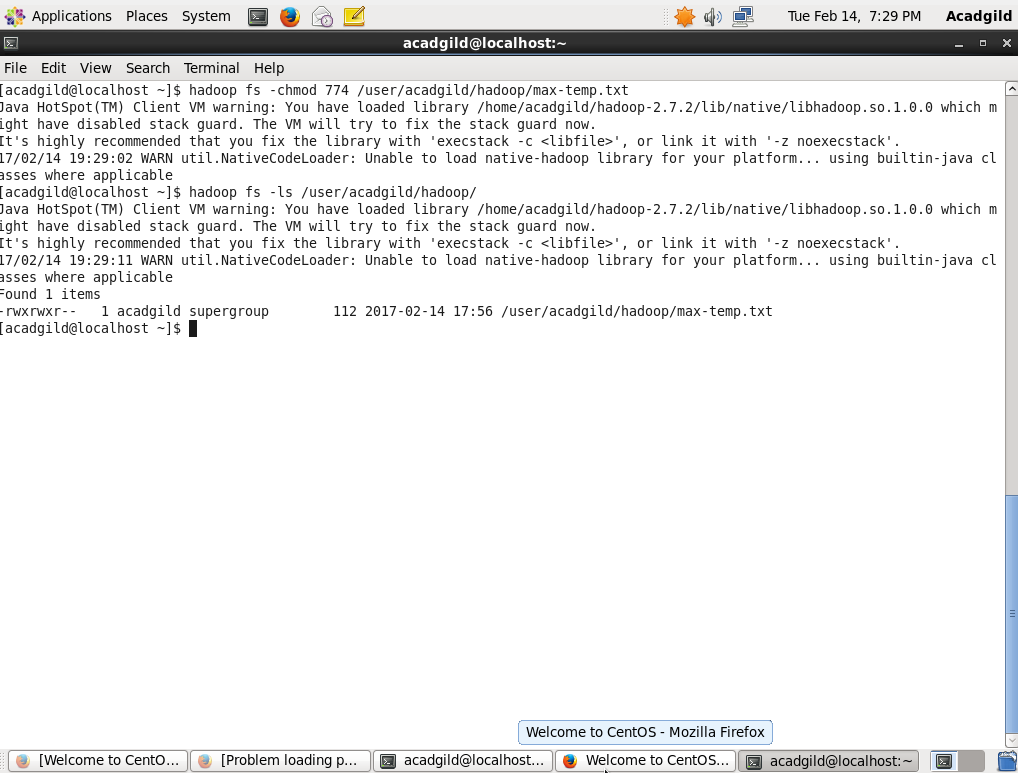 Applications Places System Tue Feb 14, 7:29 PM Acadgild
acadgild@localhost:~
File Edit View Search Terminal Help
[acadgild@localhost ~]$ hadoop fs -chmod 774 /user/acadgild/hadoop/max-temp.txt
Java HotSpot(TM) Client VM warning: You have loaded library /home/acadgild/hadoop-2.7.2/lib/native/libhadoop.so.1.0.0 which m
ight have disabled stack guard. The VM will try to fix the stack guard now.
It's highly recommended that you fix the library with 'execstack -c <libfile>', or link it with '-z noexecstack'.
17/02/14 19:29:02 WARN util.NativeCodeLoader: Unable to load native-hadoop library for your platform... using builtin-java cl
asses where applicable
[acadgild@localhost ~]$ hadoop fs -ls /user/acadgild/hadoop/
Java HotSpot(TM) Client VM warning: You have loaded library /home/acadgild/hadoop-2.7.2/lib/native/libhadoop.so.1.0.0 which m
ight have disabled stack guard. The VM will try to fix the stack guard now.
It's highly recommended that you fix the library with 'execstack -c <libfile>', or link it with '-z noexecstack'.
17/02/14 19:29:11 WARN util.NativeCodeLoader: Unable to load native-hadoop library for your platform... using builtin-java cl
asses where applicable
Found 1 items
-rwxrwxr-- 1 acadgild supergroup 112 2017-02-14 17:56 /user/acadgild/hadoop/max-temp.txt
[acadgild@localhost ~]$
Welcome to CentOS - Mozilla Firefox
[Welcome to CentO... [Problem loading p... acadgild@localhost... Welcome to CentOS... acadgild@localhost:~